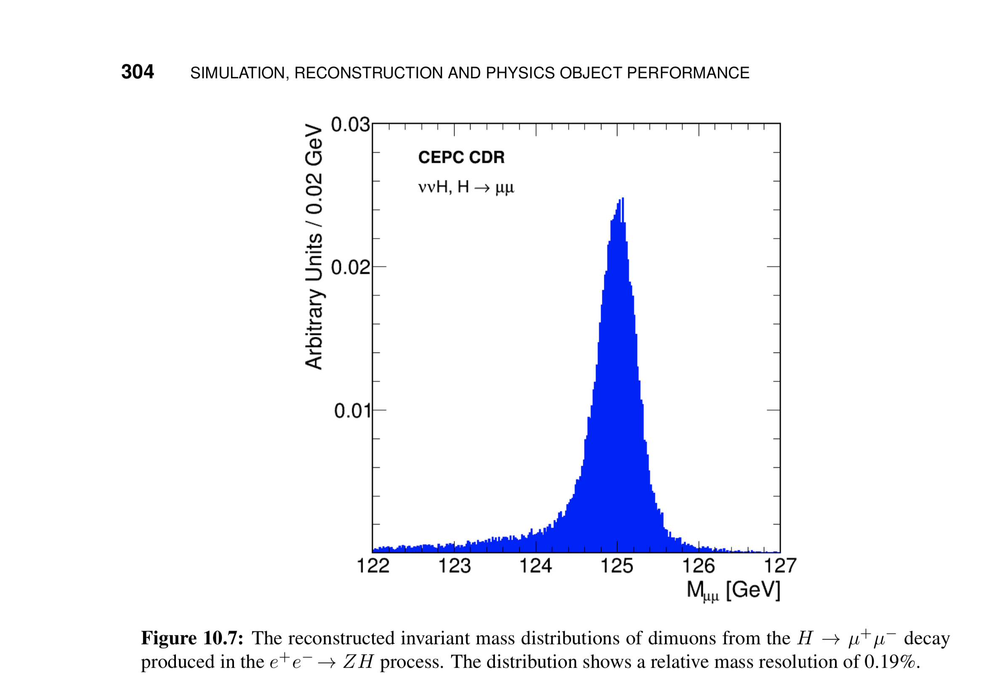 304 SIMULATION, RECONSTRUCTION AND PHYSICS OBJECT PERFORMANCE
Arbitrary Units / 0.02 GeV
0.03
0.02
0.01
CEPC CDR
ννH, H → μμ
122 123 124 125 126 127
M_μμ [GeV]
Figure 10.7: The reconstructed invariant mass distributions of dimuons from the H → μ⁺μ⁻ decay
produced in the e⁺e⁻ → ZH process. The distribution shows a relative mass resolution of 0.19%.